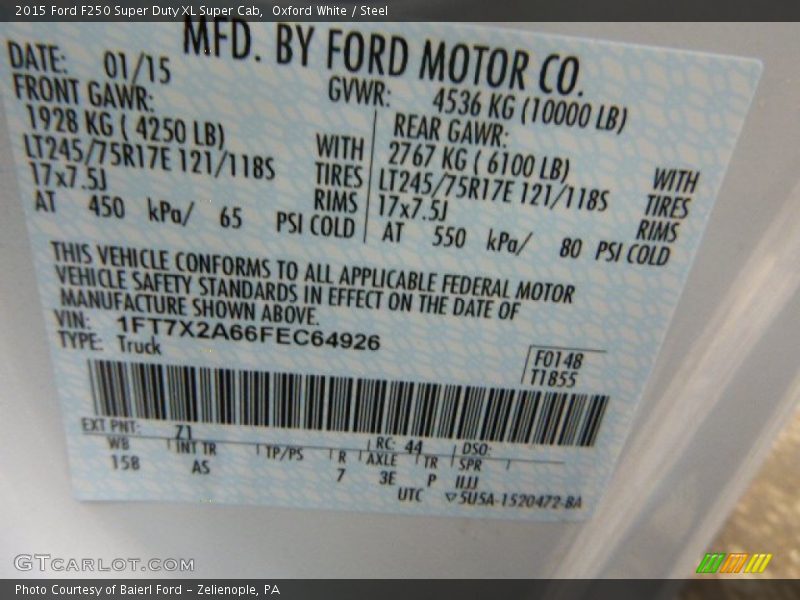 2015 Ford F250 Super Duty XL Super Cab,  Oxford White / Steel
MFD. BY FORD MOTOR CO.
DATE: 01/15
GVWR: 4536 KG (10000 LB)
FRONT GAWR:
1928 KG ( 4250 LB)
WITH
LT245/75R17E 121/118S
TIRES
17x7.5J
RIMS
AT 450 kPa/ 65 PSI COLD
REAR GAWR:
2767 KG ( 6100 LB)
WITH
LT245/75R17E 121/118S
TIRES
17x7.5J
RIMS
AT 550 kPa/ 80 PSI COLD
THIS VEHICLE CONFORMS TO ALL APPLICABLE FEDERAL MOTOR
VEHICLE SAFETY STANDARDS IN EFFECT ON THE DATE OF
MANUFACTURE SHOWN ABOVE.
VIN: 1FT7X2A66FEC64926
TYPE: Truck
F0148
T1855
EXT PNT: Z1 RC: 44 DSO:
WB INT TR TP/PS R AXLE TR SPR
158 AS 7 3E P JJJJ
UTC ▽5U5A-1520472-BA
GTCARLOT.COM
Photo Courtesy of Baierl Ford - Zelienople, PA